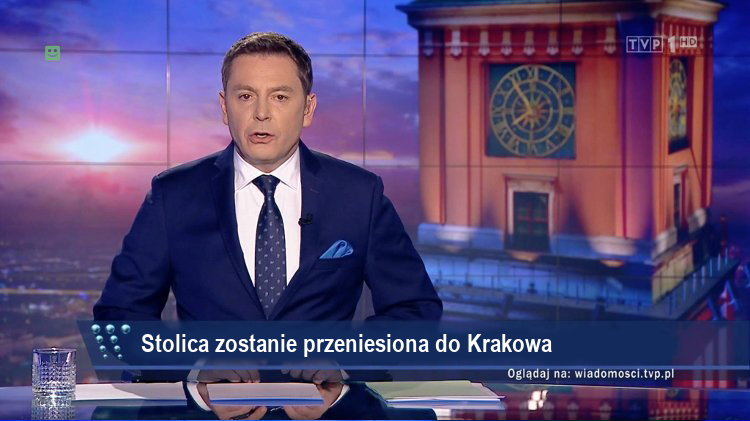 TVP 1 HD
Stolica zostanie przeniesiona do Krakowa
Oglądaj na: wiadomosci.tvp.pl